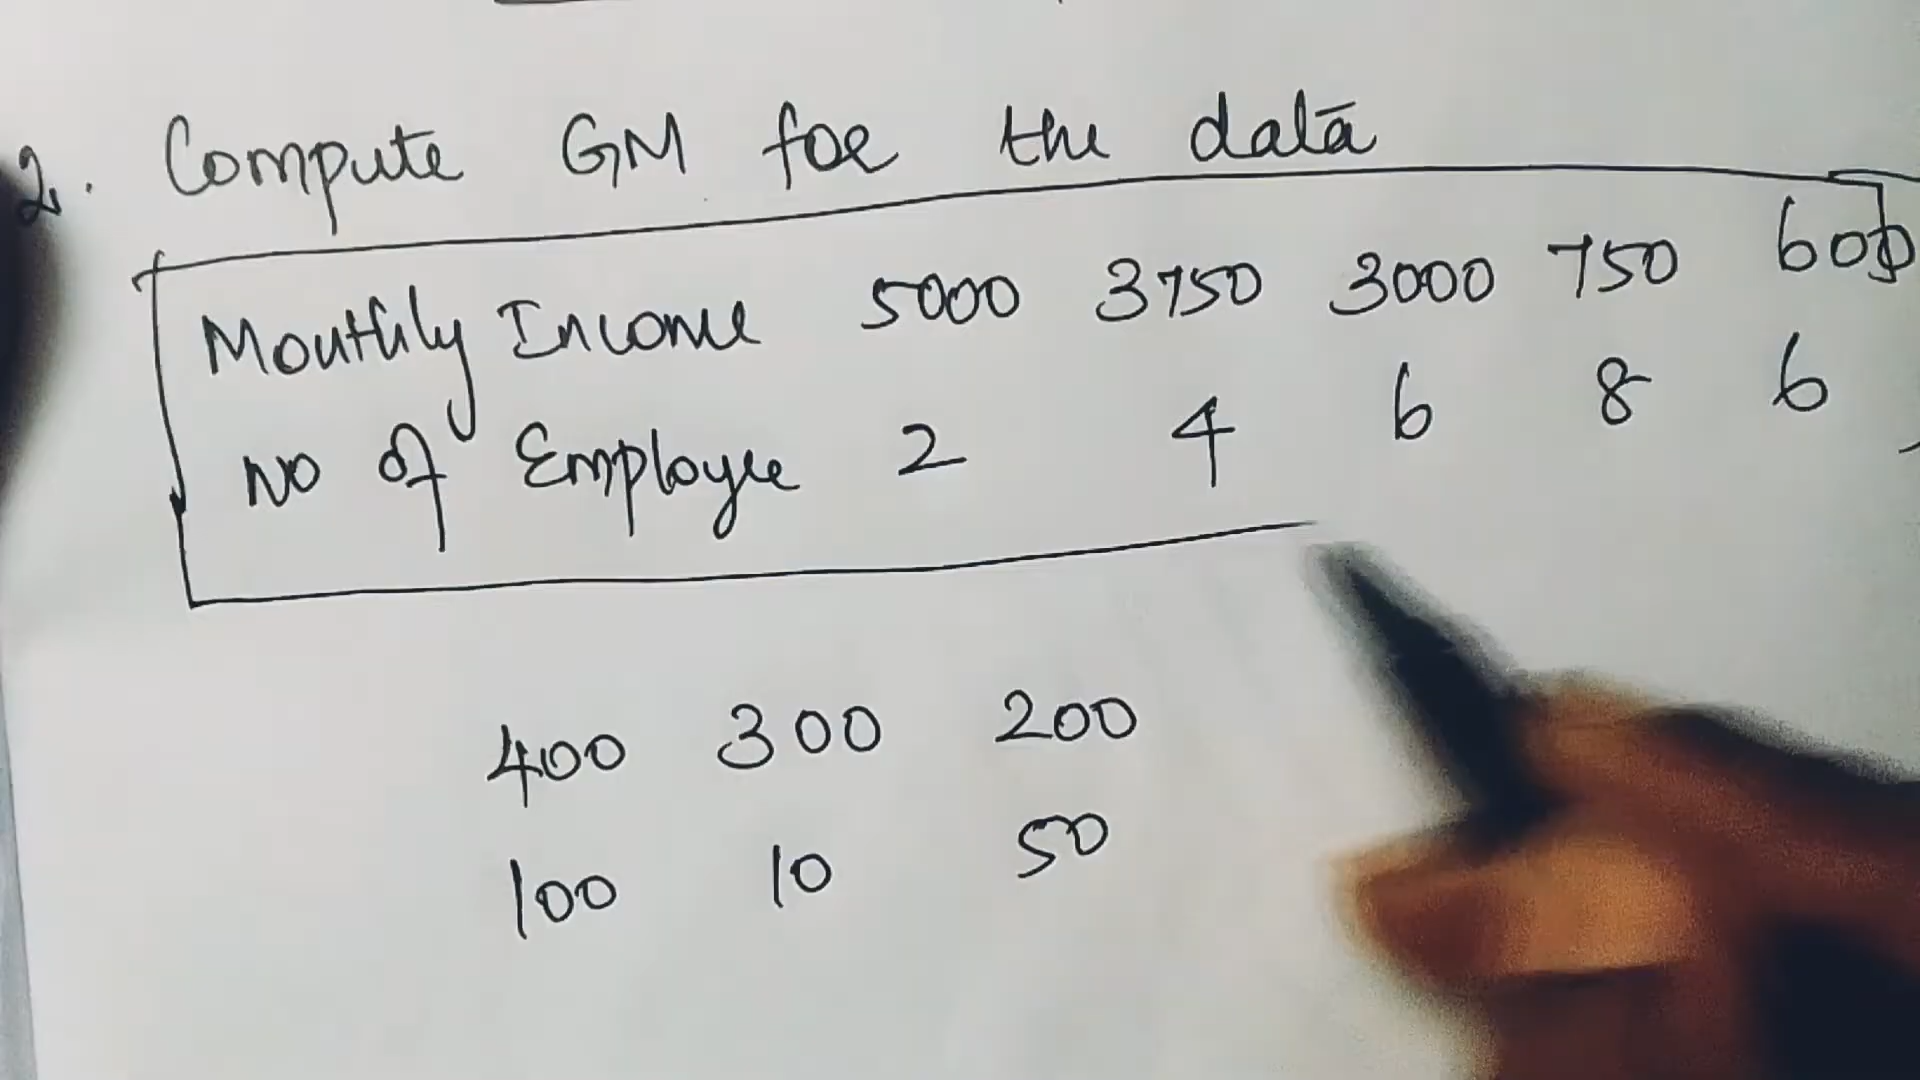 2. Compute GM for the data
Monthly Income 5000 3750 3000 750 600
No of Employee 2 4 6 8 6
400 300 200
100 10 50